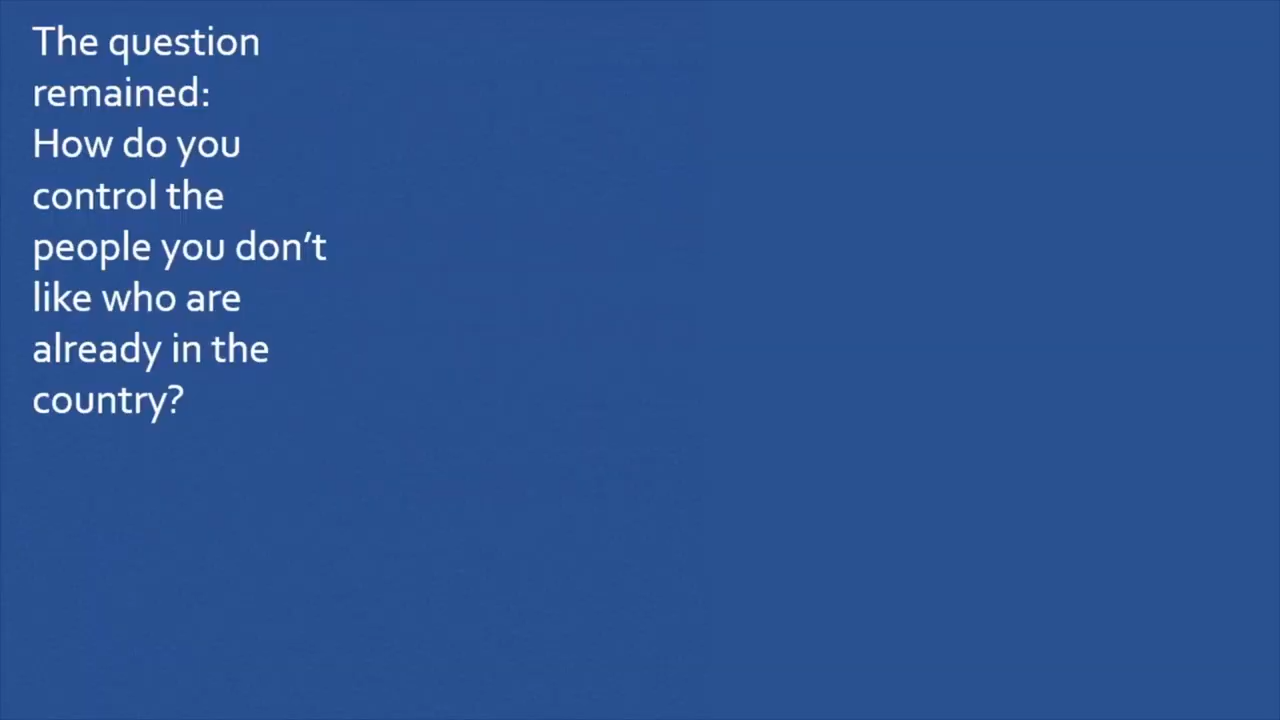 The question
remained:
How do you
control the
people you don’t
like who are
already in the
country?